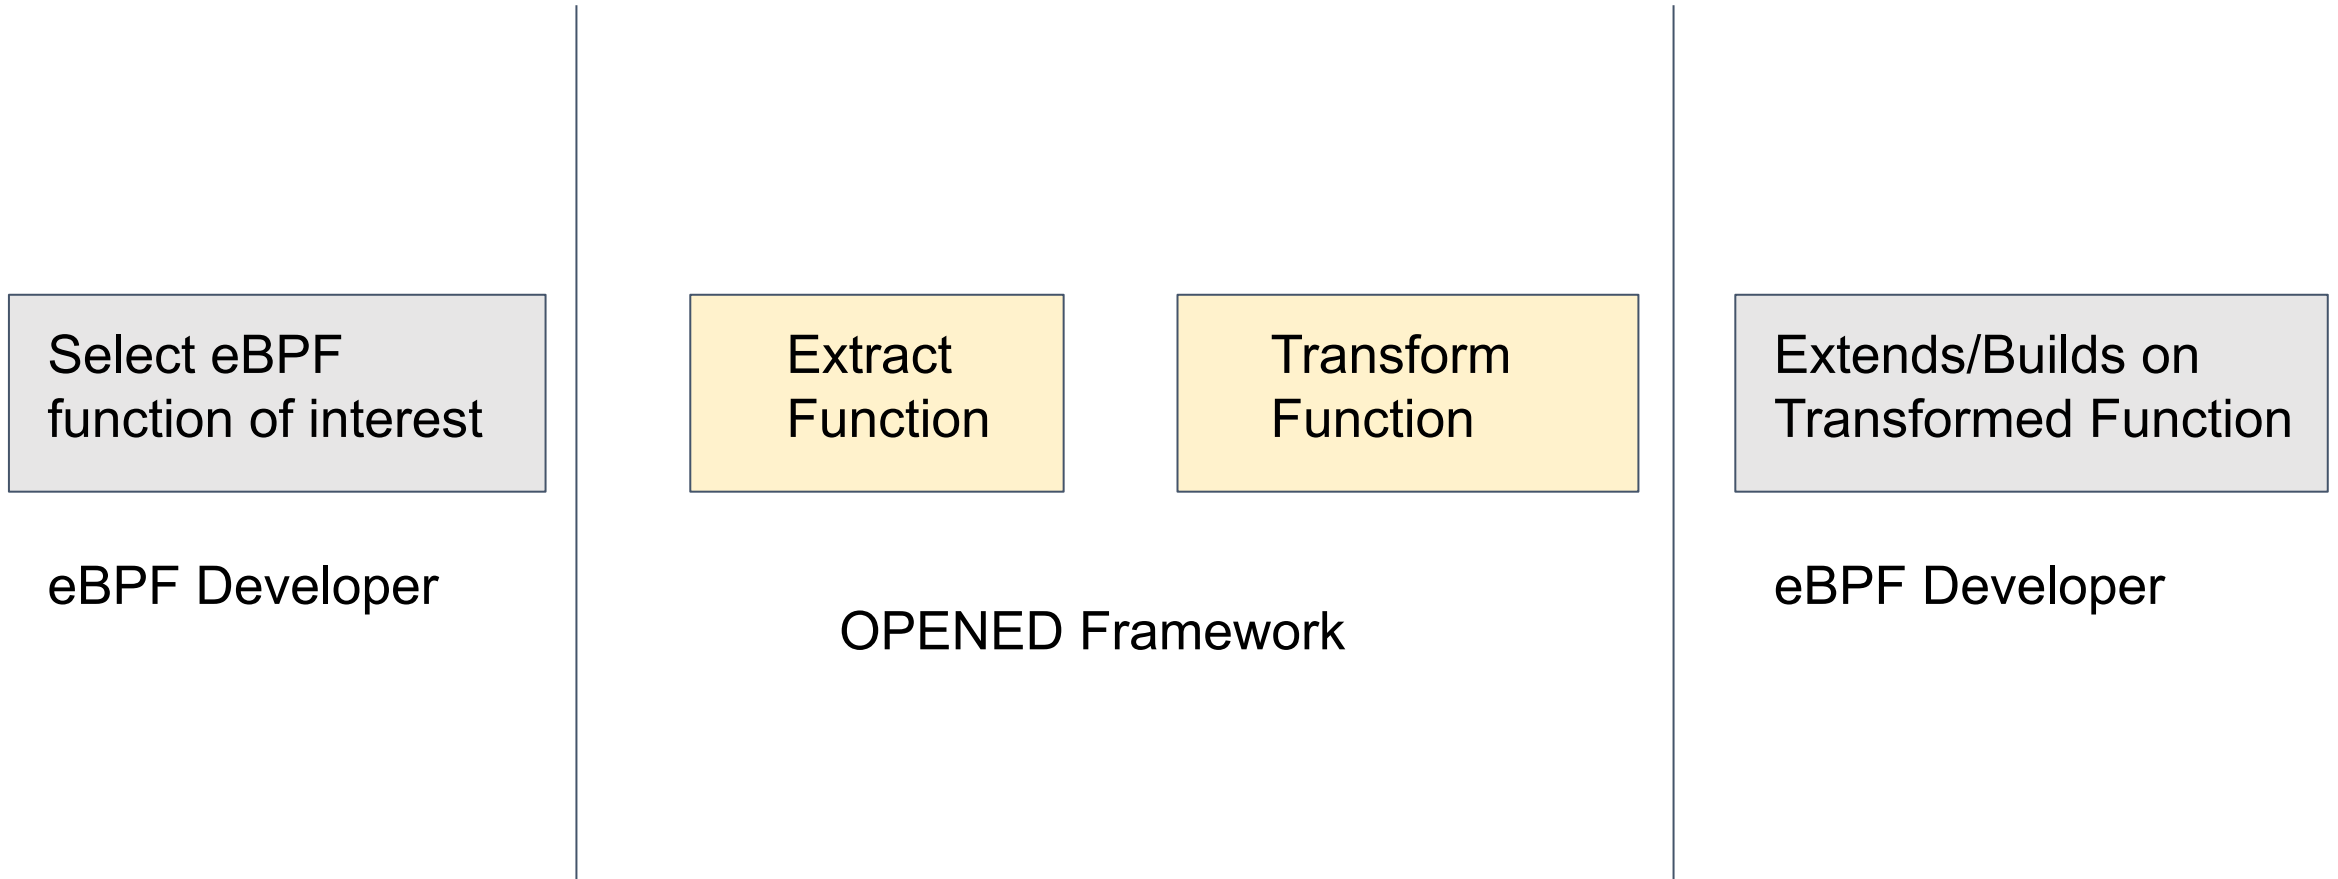 Select eBPF
function of interest
eBPF Developer
Extract
Function
Transform
Function
OPENED Framework
Extends/Builds on
Transformed Function
eBPF Developer